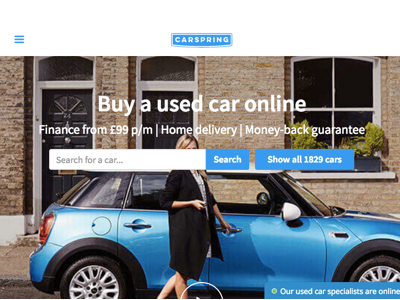 CARSPRING
Buy a used car online
Finance from £99 p/m | Home delivery | Money-back guarantee
Search for a car...
Search
Show all 1829 cars
Our used car specialists are online